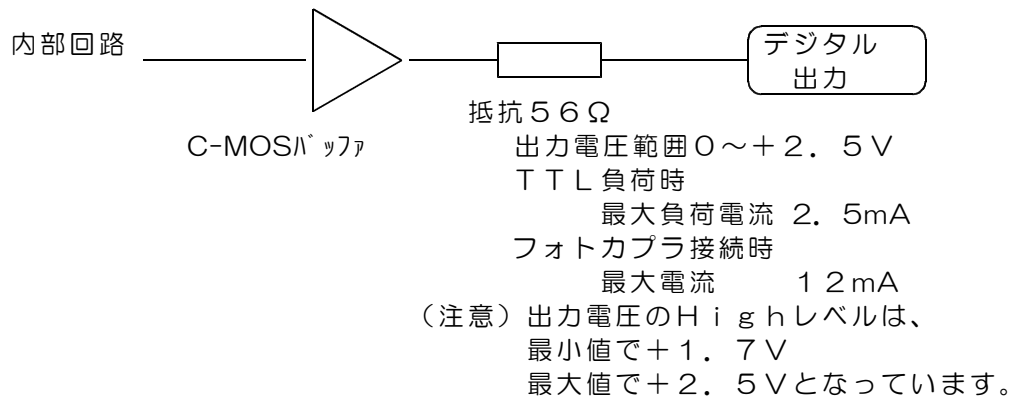 内部回路
デジタル
出力
抵抗５６Ω
C-MOSﾊﾞｯﾌｧ
出力電圧範囲０～＋２．５Ｖ
ＴＴＬ負荷時
最大負荷電流 ２．５mA
フォトカプラ接続時
最大電流　　１２mA
（注意）出力電圧のＨｉｇｈレベルは、
最小値で＋１．７Ｖ
最大値で＋２．５Ｖとなっています。